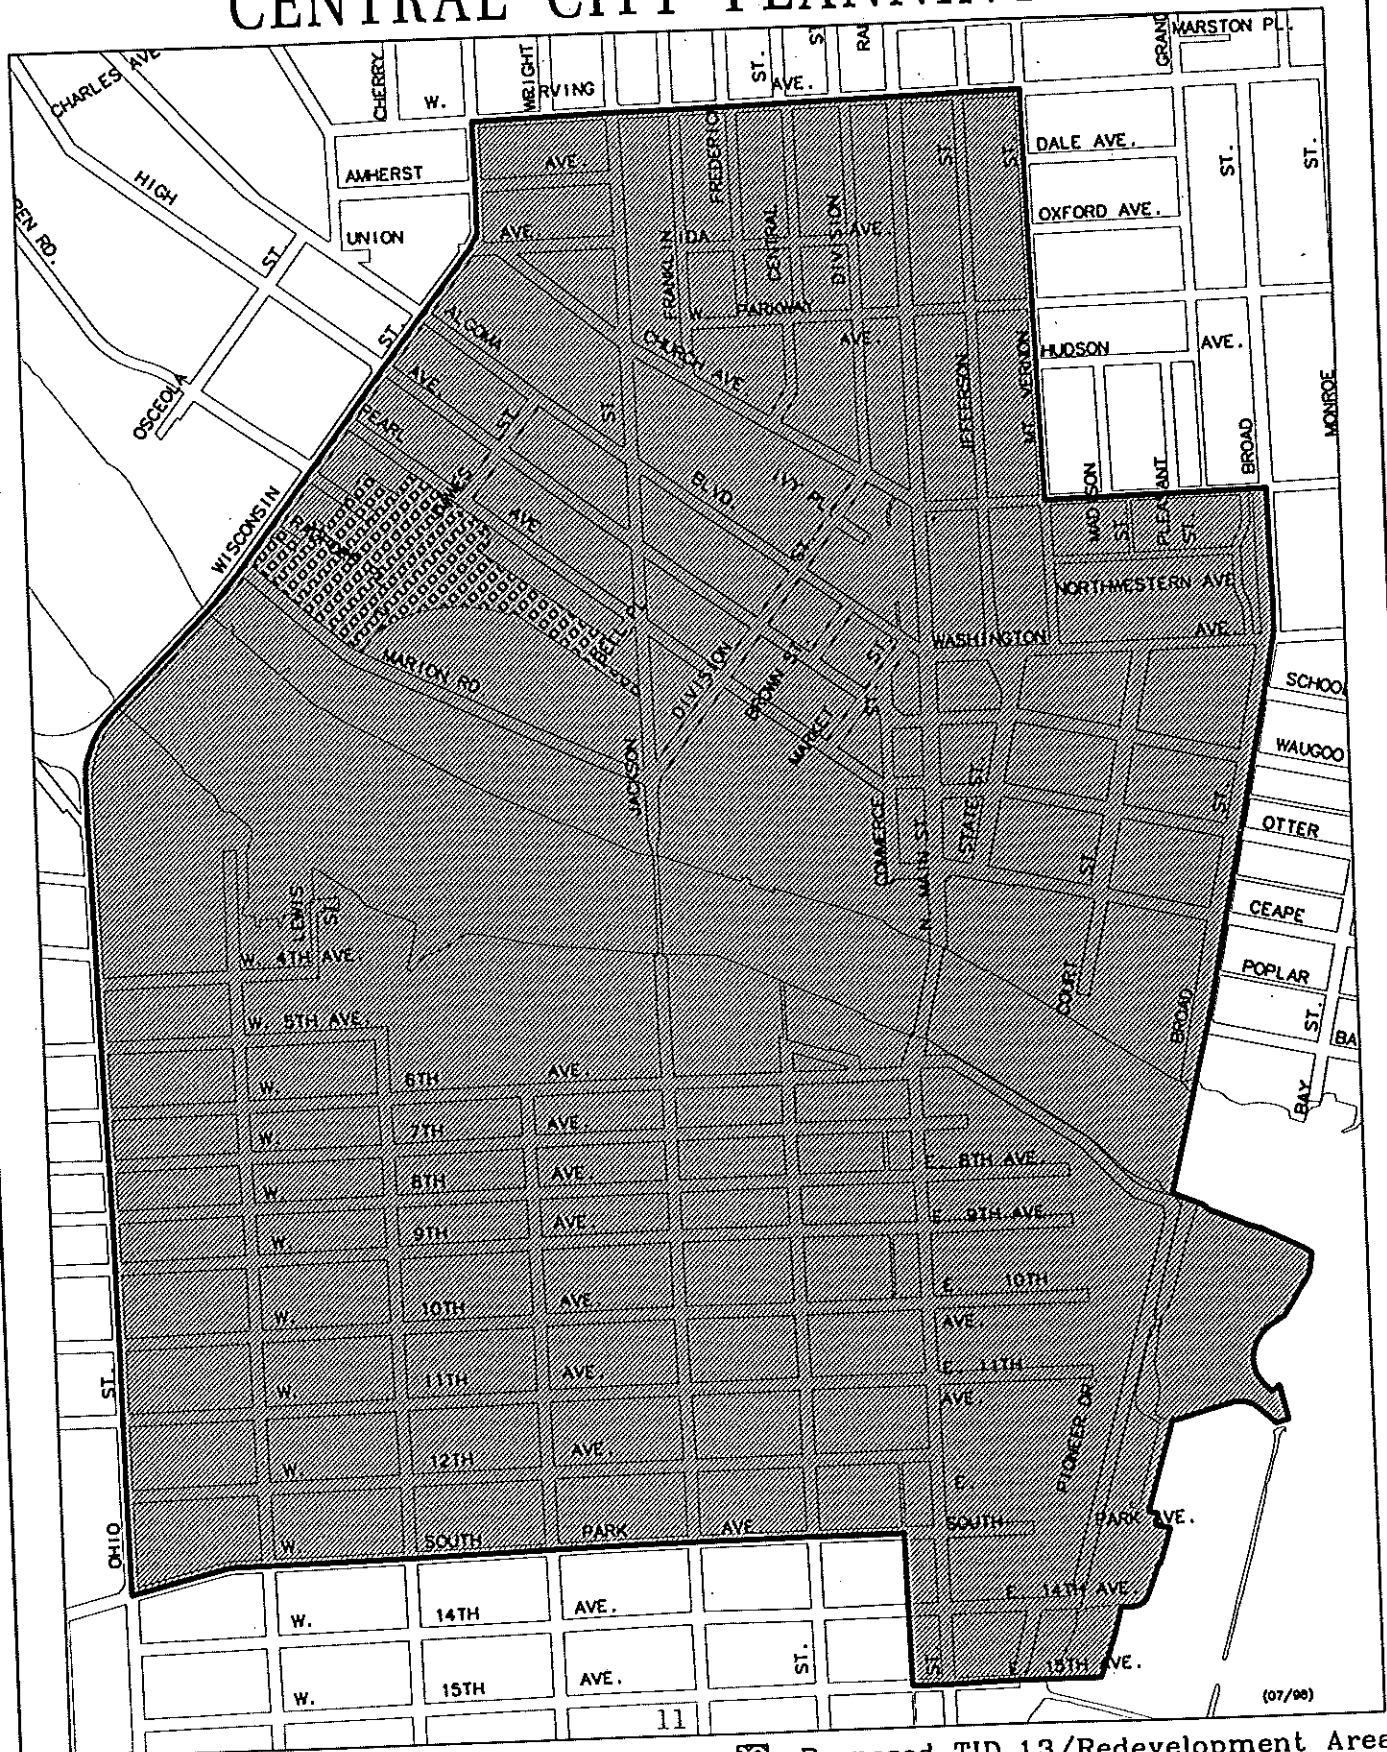 CENTRAL CITY
MARSTON PL.
GRAND
CHARLES AVE
CHERRY
W.
WRIGHT
RVING
ST.
AVE.
AMHERST
AVE.
FREDERIC
ST.
ST.
DALE AVE.
ST.
ST.
HIGH
ST
UNION
AVE.
IDA
CENTRAL
DIVISION
AVE.
OXFORD AVE.
FRANKLIN
W.
PARKWAY
AVE.
ST.
ALGOMA
CHURCH AVE.
JEFFERSON
MT. VERNON
HUDSON
AVE.
OSCEOLA
AVE.
ST.
ST.
PEARL
BLVD.
IVY PL.
BROAD
MONROE
WISCONSIN
DAWES
AVE
ST.
MADISON
ST.
PLEASANT
ST.
NORTHWESTERN AVE
WASHINGTON
AVE.
MARION RD.
DIVISION
BROWN ST.
MARKET
ST.
ST.
SCHOO
WAUGOO
JACKSON
COMMERCE
N. MAIN ST.
STATE ST.
ST.
OTTER
ST.
CEAPE
LEWIS
ST.
W. 4TH AVE.
POPLAR
COURT
BROAD
ST.
BA
W. 5TH AVE.
W.
6TH
AVE.
BAY
W.
7TH
AVE.
W.
8TH
AVE.
E. 8TH AVE.
W.
9TH
AVE.
E. 9TH AVE.
W.
10TH
AVE.
E. 10TH
AVE.
ST.
W.
11TH
AVE.
E. 11TH
AVE.
PIONEER DR
W.
12TH
AVE.
E.
OHIO
W.
SOUTH
PARK
AVE
SOUTH
PARK AVE.
W.
14TH
AVE.
E. 14TH AVE.
W.
15TH
AVE.
ST.
ST.
E. 15TH AVE.
(07/98)
11
TID 13/Redevelopment Area